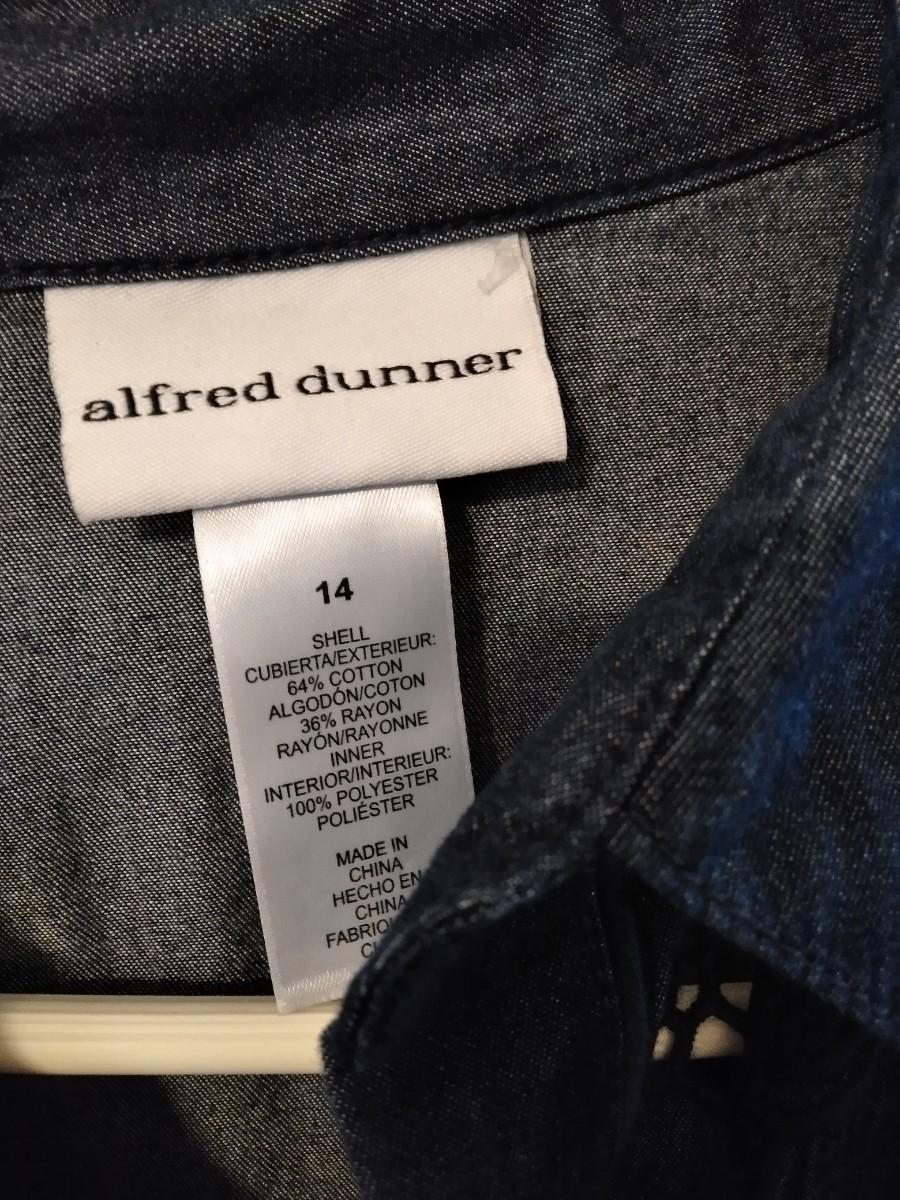 alfred dunner
14
SHELL
CUBIERTA/EXTERIEUR:
64% COTTON
ALGODÓN/COTON
36% RAYON
RAYÓN/RAYONNE
INNER
INTERIOR/INTERIEUR:
100% POLYESTER
POLIÉSTER
MADE IN
CHINA
HECHO EN
CHINA